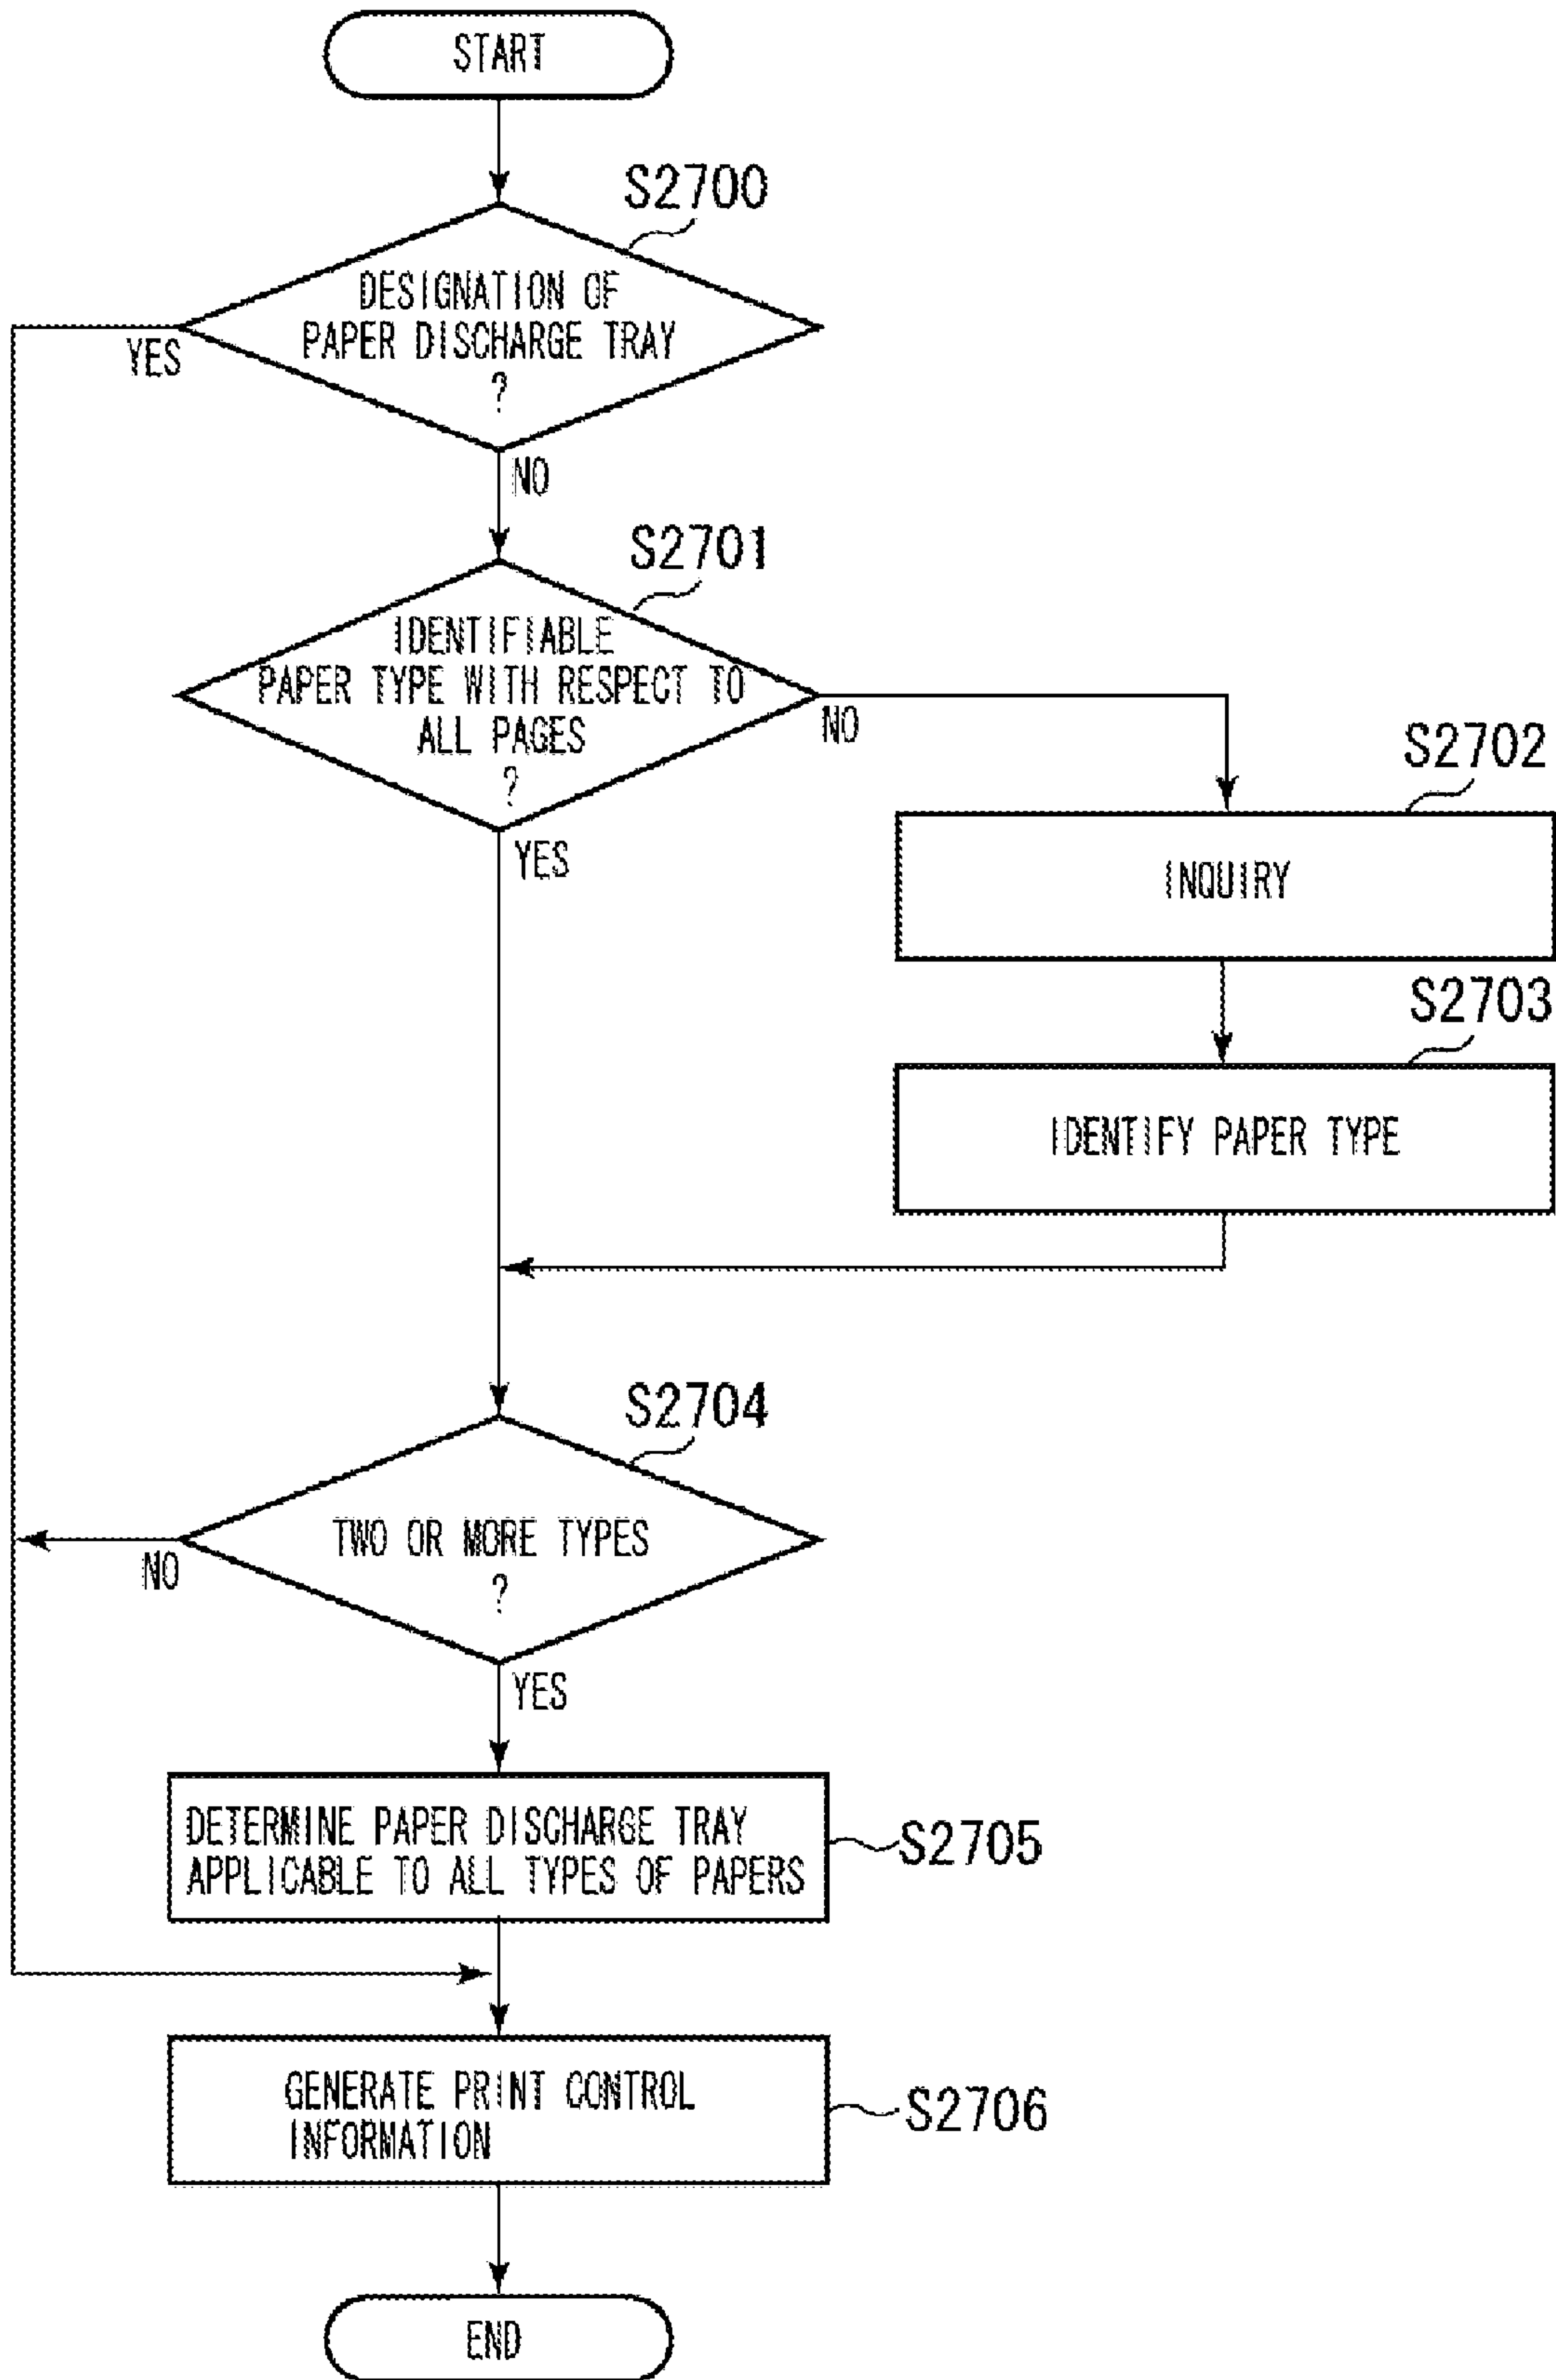 START
S2700
DESIGNATION OF
PAPER DISCHARGE TRAY
?
YES
NO
S2701
IDENTIFIABLE
PAPER TYPE WITH RESPECT TO
ALL PAGES
?
NO
YES
S2702
INQUIRY
S2703
IDENTIFY PAPER TYPE
S2704
TWO OR MORE TYPES
?
NO
YES
DETERMINE PAPER DISCHARGE TRAY
APPLICABLE TO ALL TYPES OF PAPERS
S2705
GENERATE PRINT CONTROL
INFORMATION
S2706
END